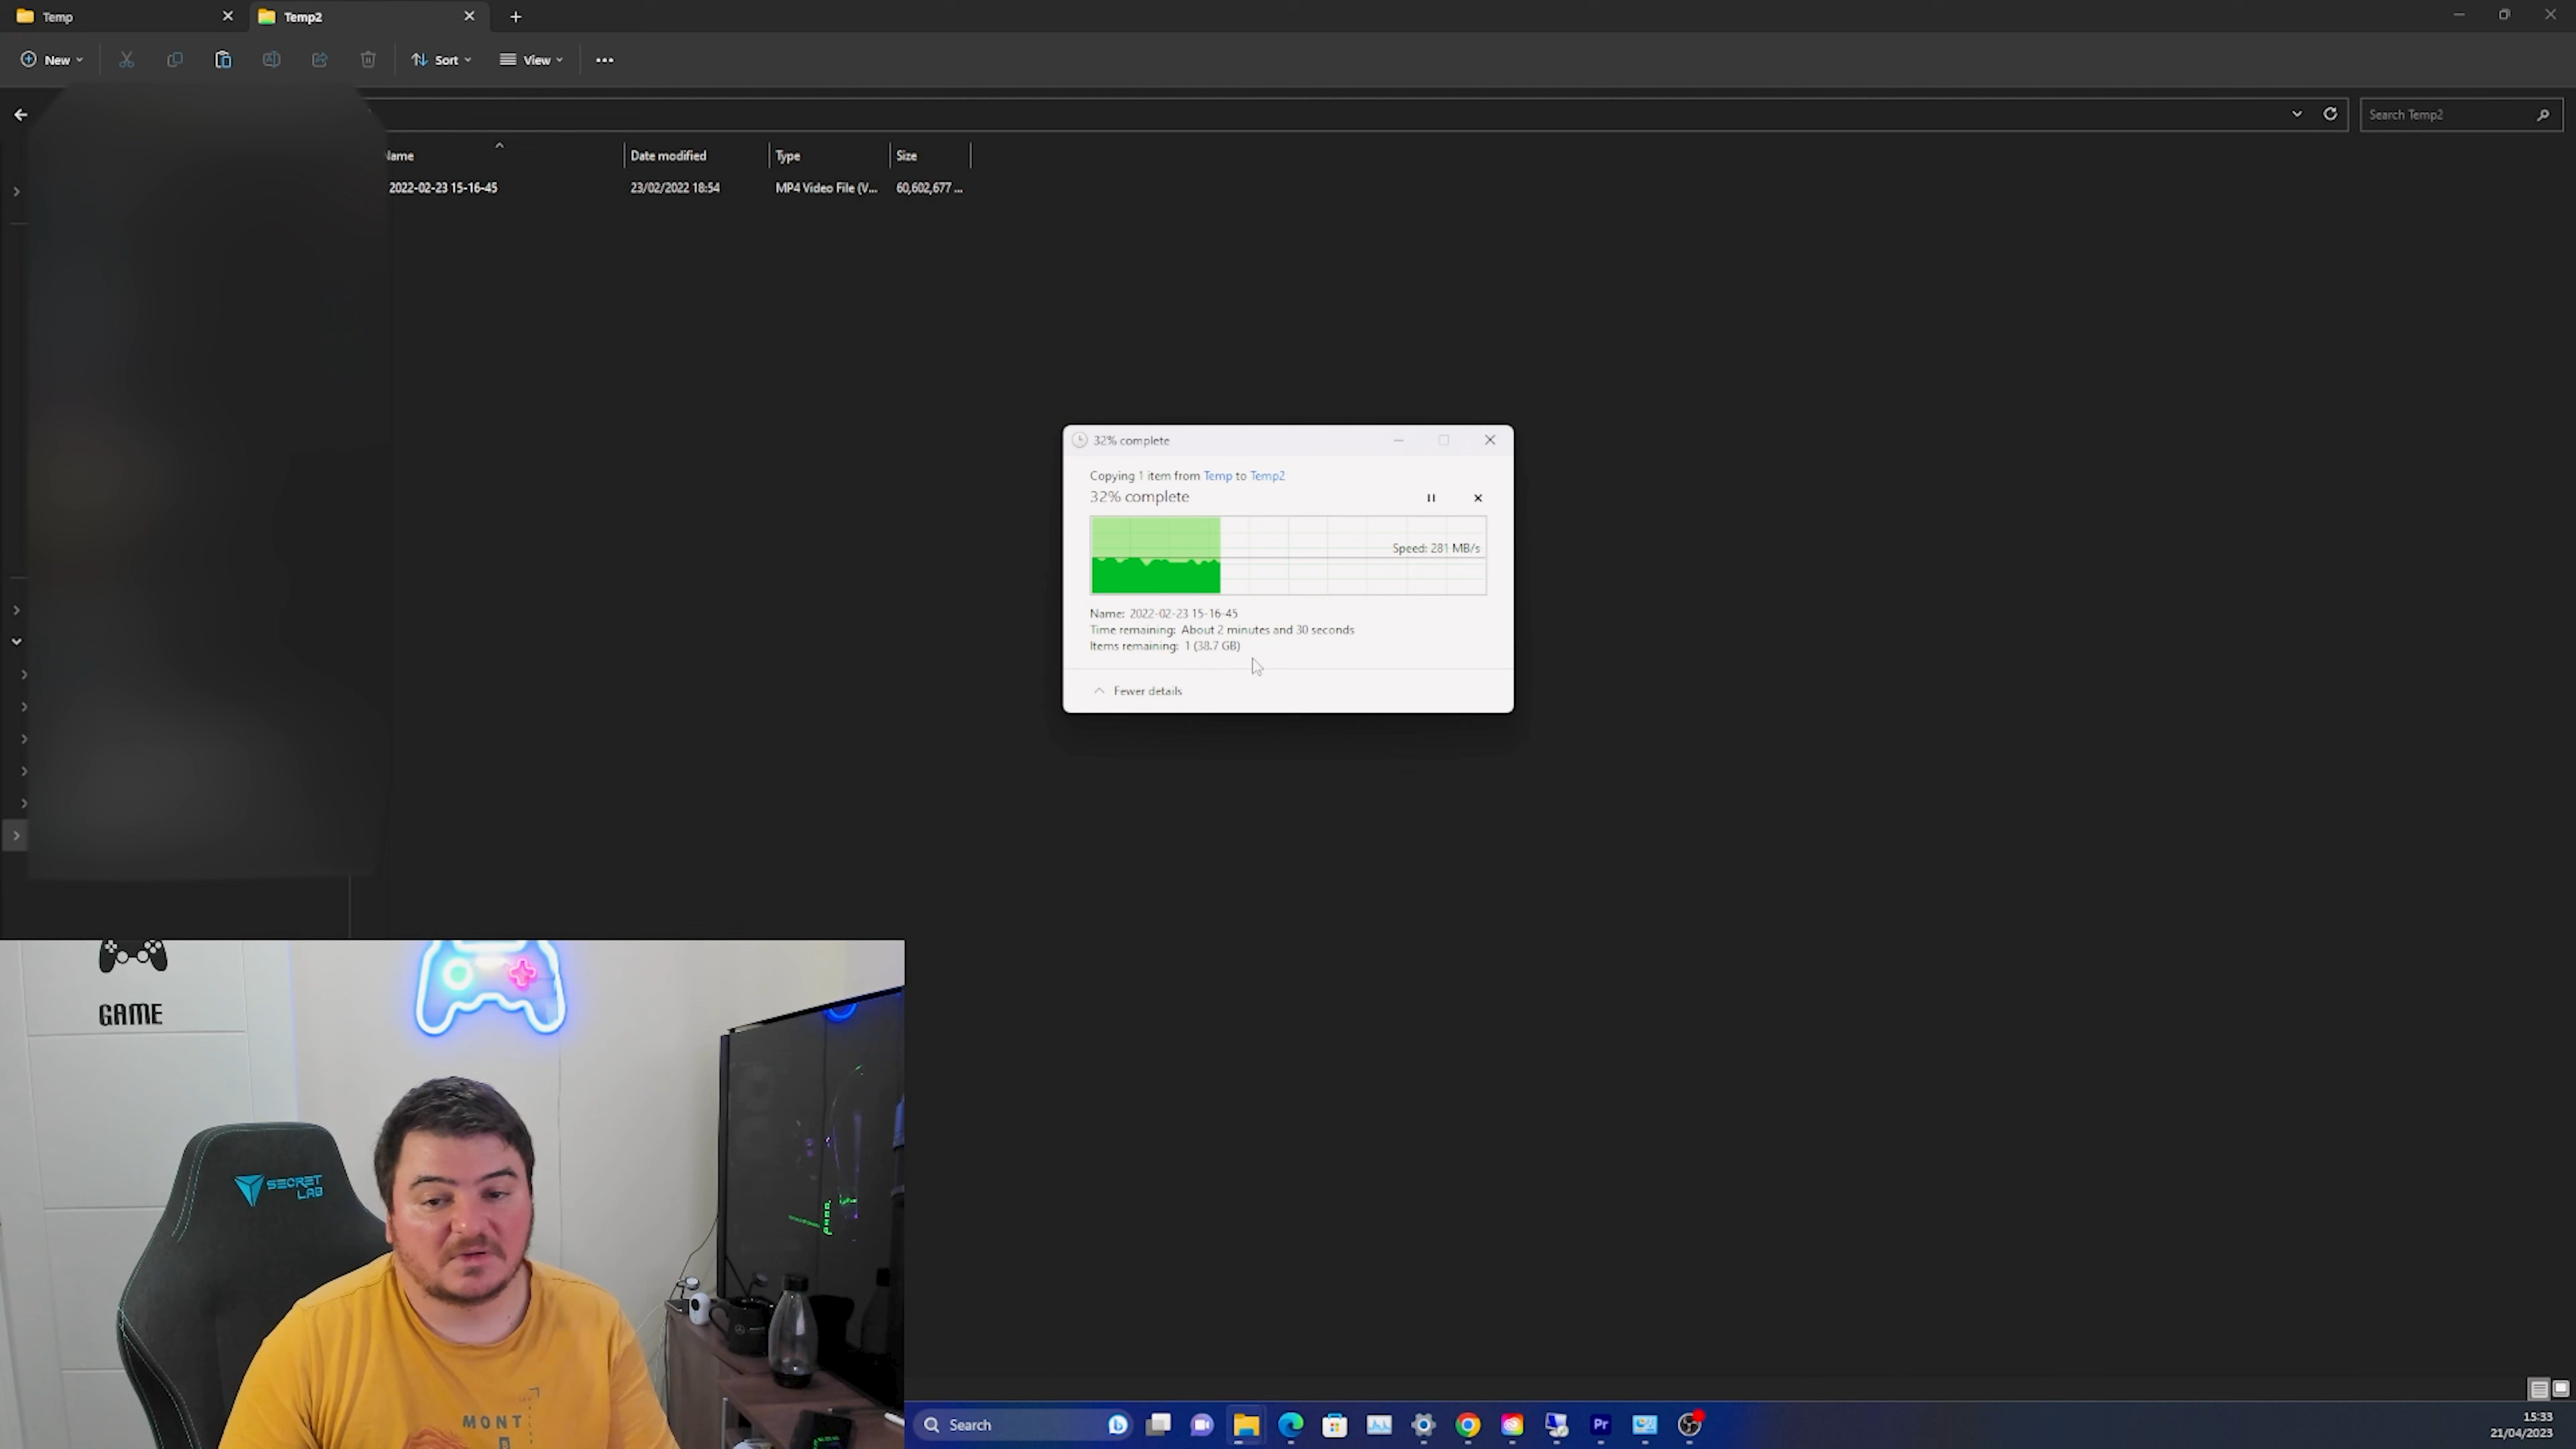 Temp
Temp2
New
Sort
View
Search Temp2
Name
Date modified
Type
Size
2022-02-23 15-16-45
23/02/2022 18:54
MP4 Video File (V...
60,602,677 ...
32% complete
Copying 1 item from Temp to Temp2
32% complete
Speed: 281 MB/s
Name: 2022-02-23 15-16-45
Time remaining: About 2 minutes and 30 seconds
Items remaining: 1 (38.7 GB)
Fewer details
GAME
SECRET
LAB
MONT
Search
Pr
15:33
21/04/2023